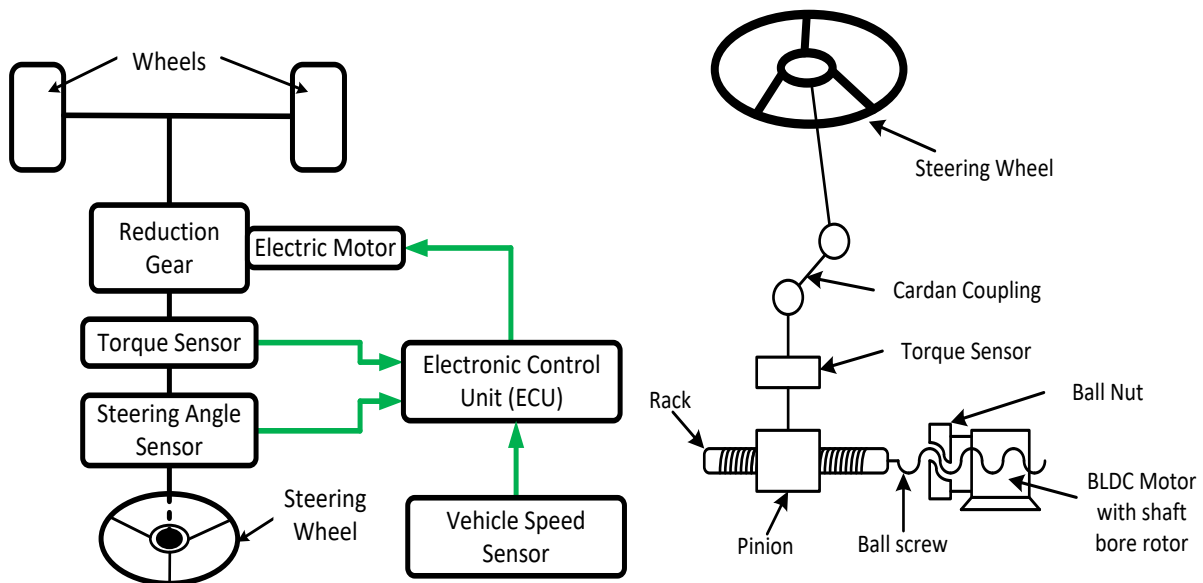 Wheels
Reduction
Gear
Electric Motor
Torque Sensor
Electronic Control
Unit (ECU)
Steering Angle
Sensor
Steering
Wheel
Vehicle Speed
Sensor
Steering Wheel
Cardan Coupling
Torque Sensor
Rack
Ball Nut
Pinion
Ball screw
BLDC Motor
with shaft
bore rotor